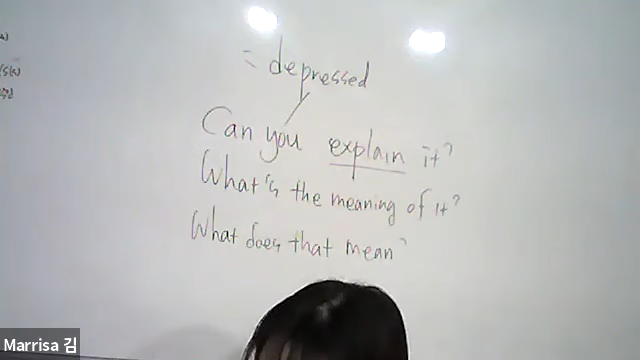 = depressed
Can you explain it?
What's the meaning of it?
What does that mean?
Marrisa 김